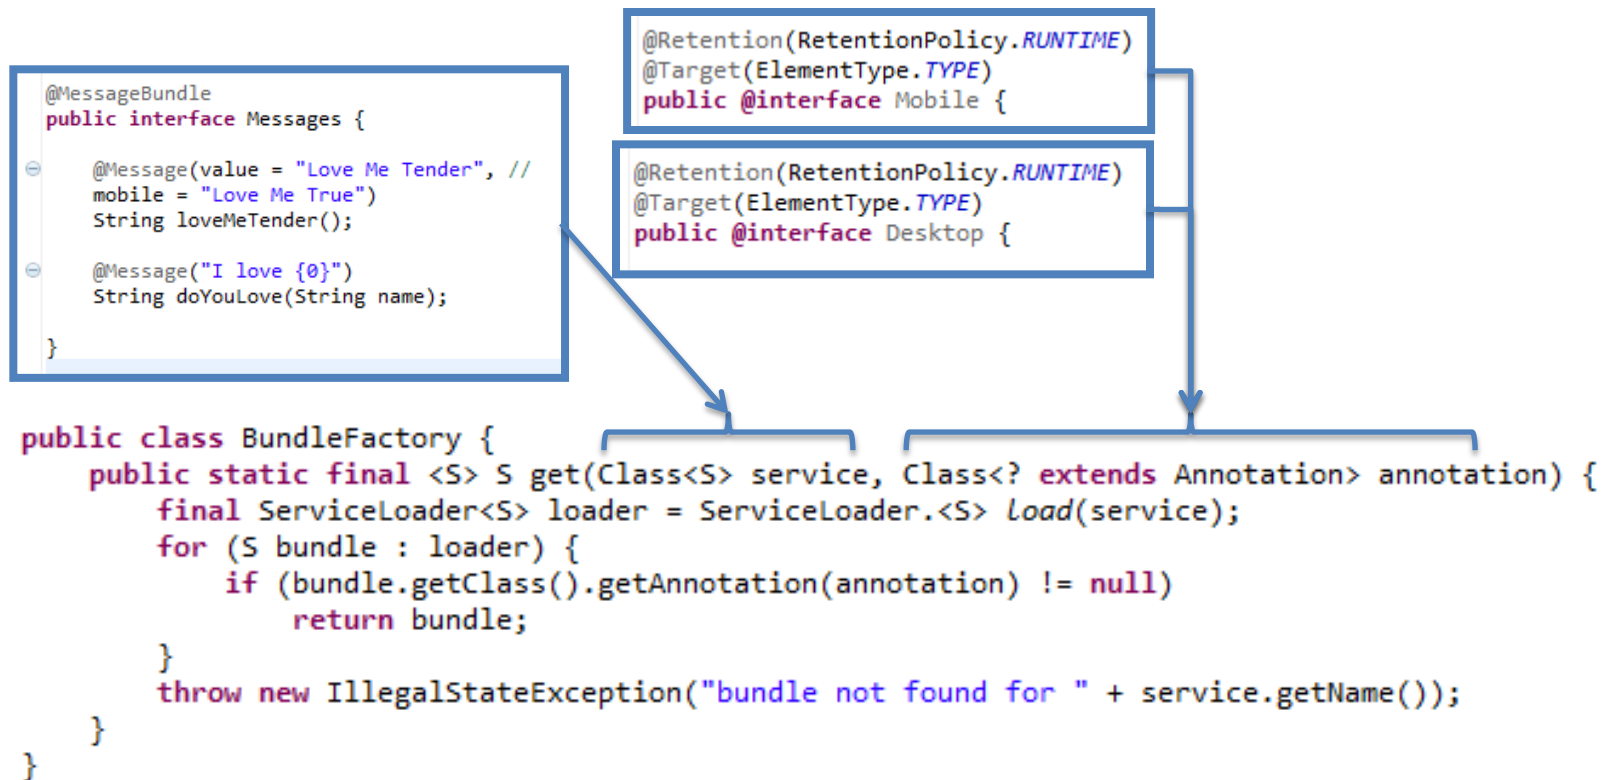 @MessageBundle
public interface Messages {
@Message(value = "Love Me Tender", //
mobile = "Love Me True")
String loveMeTender();
@Message("I love {0}")
String doYouLove(String name);
}
@Retention(RetentionPolicy.RUNTIME)
@Target(ElementType.TYPE)
public @interface Mobile {
@Retention(RetentionPolicy.RUNTIME)
@Target(ElementType.TYPE)
public @interface Desktop {
public class BundleFactory {
public static final <S> S get(Class<S> service, Class<? extends Annotation> annotation) {
final ServiceLoader<S> loader = ServiceLoader.<S> load(service);
for (S bundle : loader) {
if (bundle.getClass().getAnnotation(annotation) != null)
return bundle;
}
throw new IllegalStateException("bundle not found for " + service.getName());
}
}